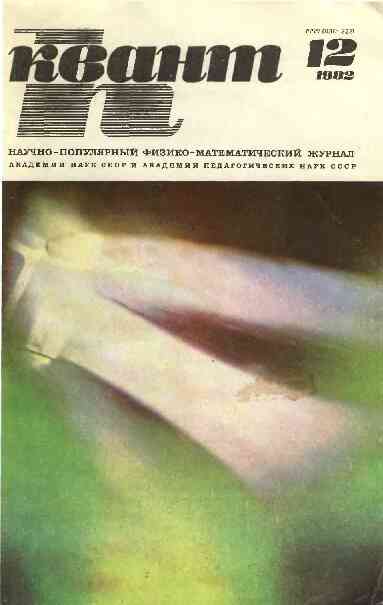 квант
12
1982
НАУЧНО-ПОПУЛЯРНЫЙ ФИЗИКО-МАТЕМАТИЧЕСКИЙ ЖУРНАЛ
АКАДЕМИИ НАУК СССР И АКАДЕМИИ ПЕДАГОГИЧЕСКИХ НАУК СССР